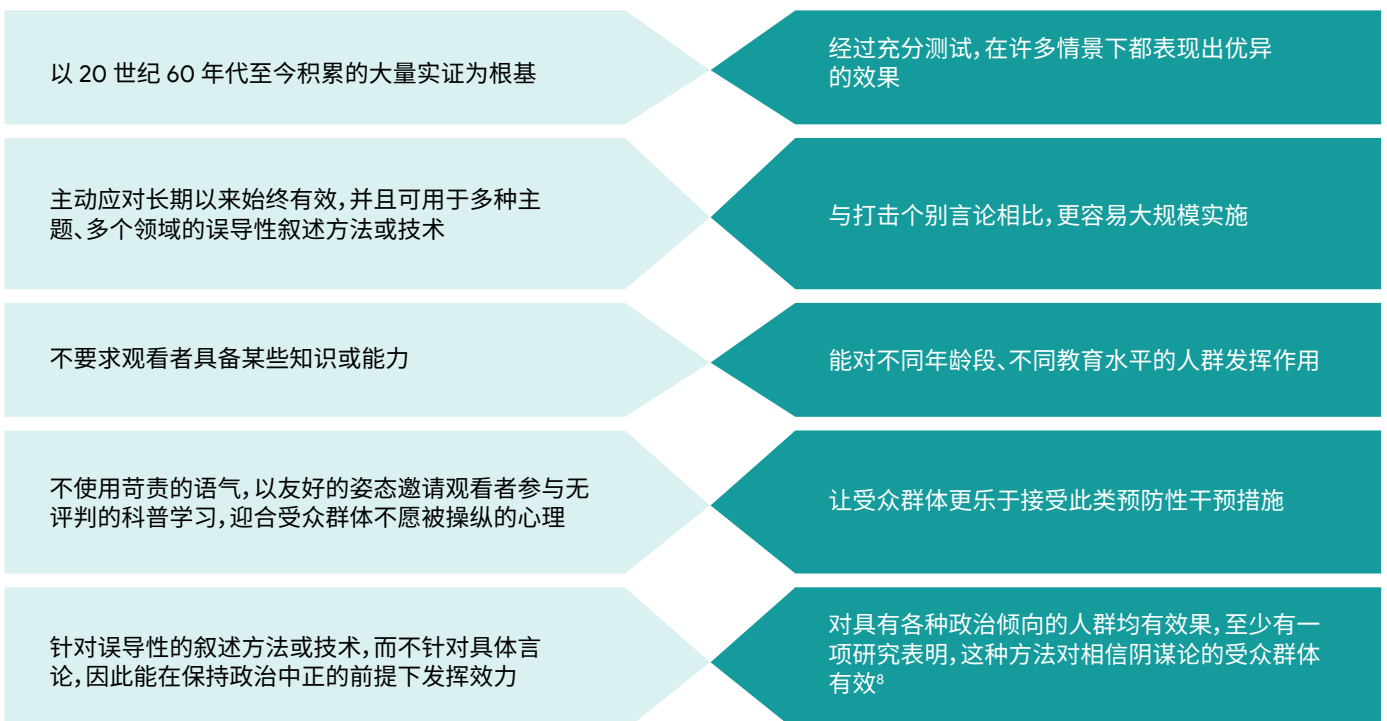 以 20 世纪 60 年代至今积累的大量实证为根基
经过充分测试，在许多情景下都表现出优异
的效果
主动应对长期以来始终有效，并且可用于多种主
题、多个领域的误导性叙述方法或技术
与打击个别言论相比，更容易大规模实施
不要求观看者具备某些知识或能力
能对不同年龄段、不同教育水平的人群发挥作用
不使用苛责的语气，以友好的姿态邀请观看者参与无
评判的科普学习，迎合受众群体不愿被操纵的心理
让受众群体更乐于接受此类预防性干预措施
针对误导性的叙述方法或技术，而不针对具体言
论，因此能在保持政治中正的前提下发挥效力
对具有各种政治倾向的人群均有效果，至少有一
项研究表明，这种方法对相信阴谋论的受众群体
有效⁸